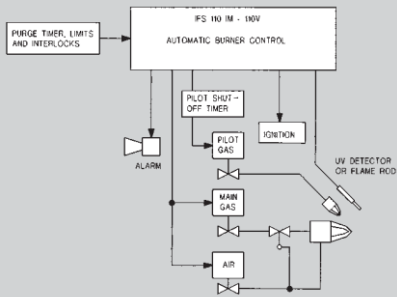 IFS 110 IM - 110V
AUTOMATIC BURNER CONTROL
PURGE TIMER, LIMITS
AND INTERLOCKS
PILOT SHUT-
OFF TIMER
IGNITION
ALARM
PILOT
GAS
UV DETECTOR
OR FLAME ROD
MAIN
GAS
AIR